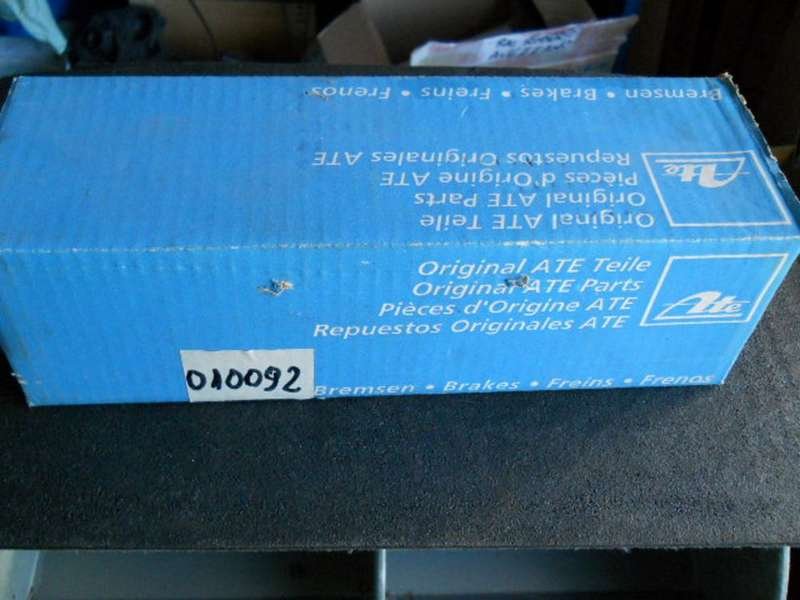 Bremsen • Brakes • Freins • Frenos
Ate
Original ATE Teile
Original ATE Parts
Pièces d'Origine ATE
Repuestos Originales ATE
Original ATE Teile
Original ATE Parts
Pièces d'Origine ATE
Repuestos Originales ATE
Ate
010092
Bremsen • Brakes • Freins • Frenos